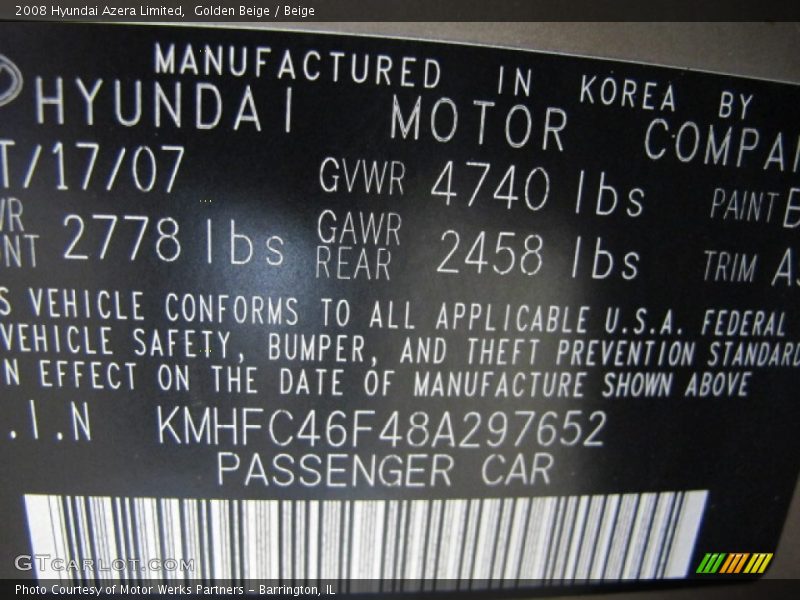 2008 Hyundai Azera Limited,  Golden Beige / Beige
MANUFACTURED IN KOREA BY
HYUNDAI MOTOR
/17/07 GVWR 4740 lbs PAINT
2778 lbs GAWR REAR 2458 lbs TRIM
VEHICLE CONFORMS TO ALL APPLICABLE U.S.A. FEDERAL
VEHICLE SAFETY, BUMPER, AND THEFT PREVENTION STANDARD
N EFFECT ON THE DATE OF MANUFACTURE SHOWN ABOVE
.I.N KMHFC46F48A297652
PASSENGER CAR
GTCARLOT.COM
Photo Courtesy of Motor Werks Partners - Barrington, IL